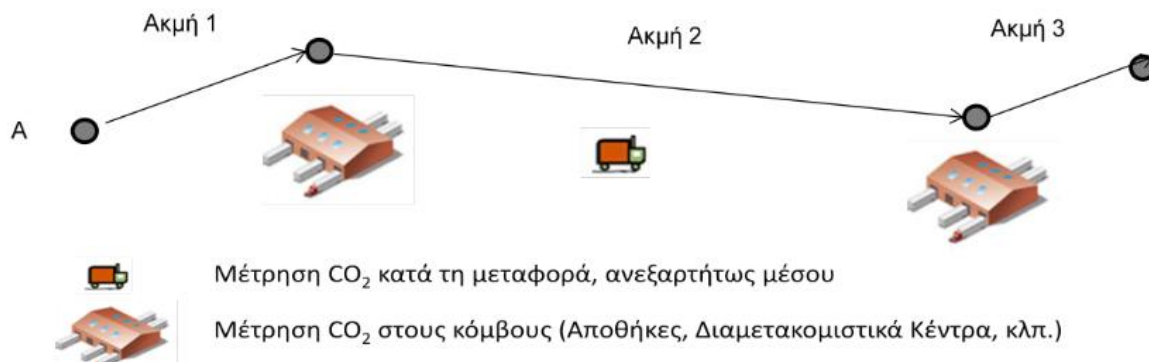 Ακμή 1
Ακμή 2
Ακμή 3
A
Μέτρηση CO₂ κατά τη μεταφορά, ανεξαρτήτως μέσου
Μέτρηση CO₂ στους κόμβους (Αποθήκες, Διαμετακομιστικά Κέντρα, κλπ.)